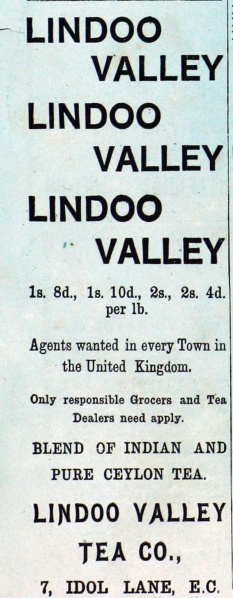 LINDOO
VALLEY
LINDOO
VALLEY
LINDOO
VALLEY
1s. 8d., 1s. 10d., 2s., 2s. 4d.
per lb.
Agents wanted in every Town in
the United Kingdom.
Only responsible Grocers and Tea
Dealers need apply.
BLEND OF INDIAN AND
PURE CEYLON TEA.
LINDOO VALLEY
TEA CO.,
7, IDOL LANE, E.C.